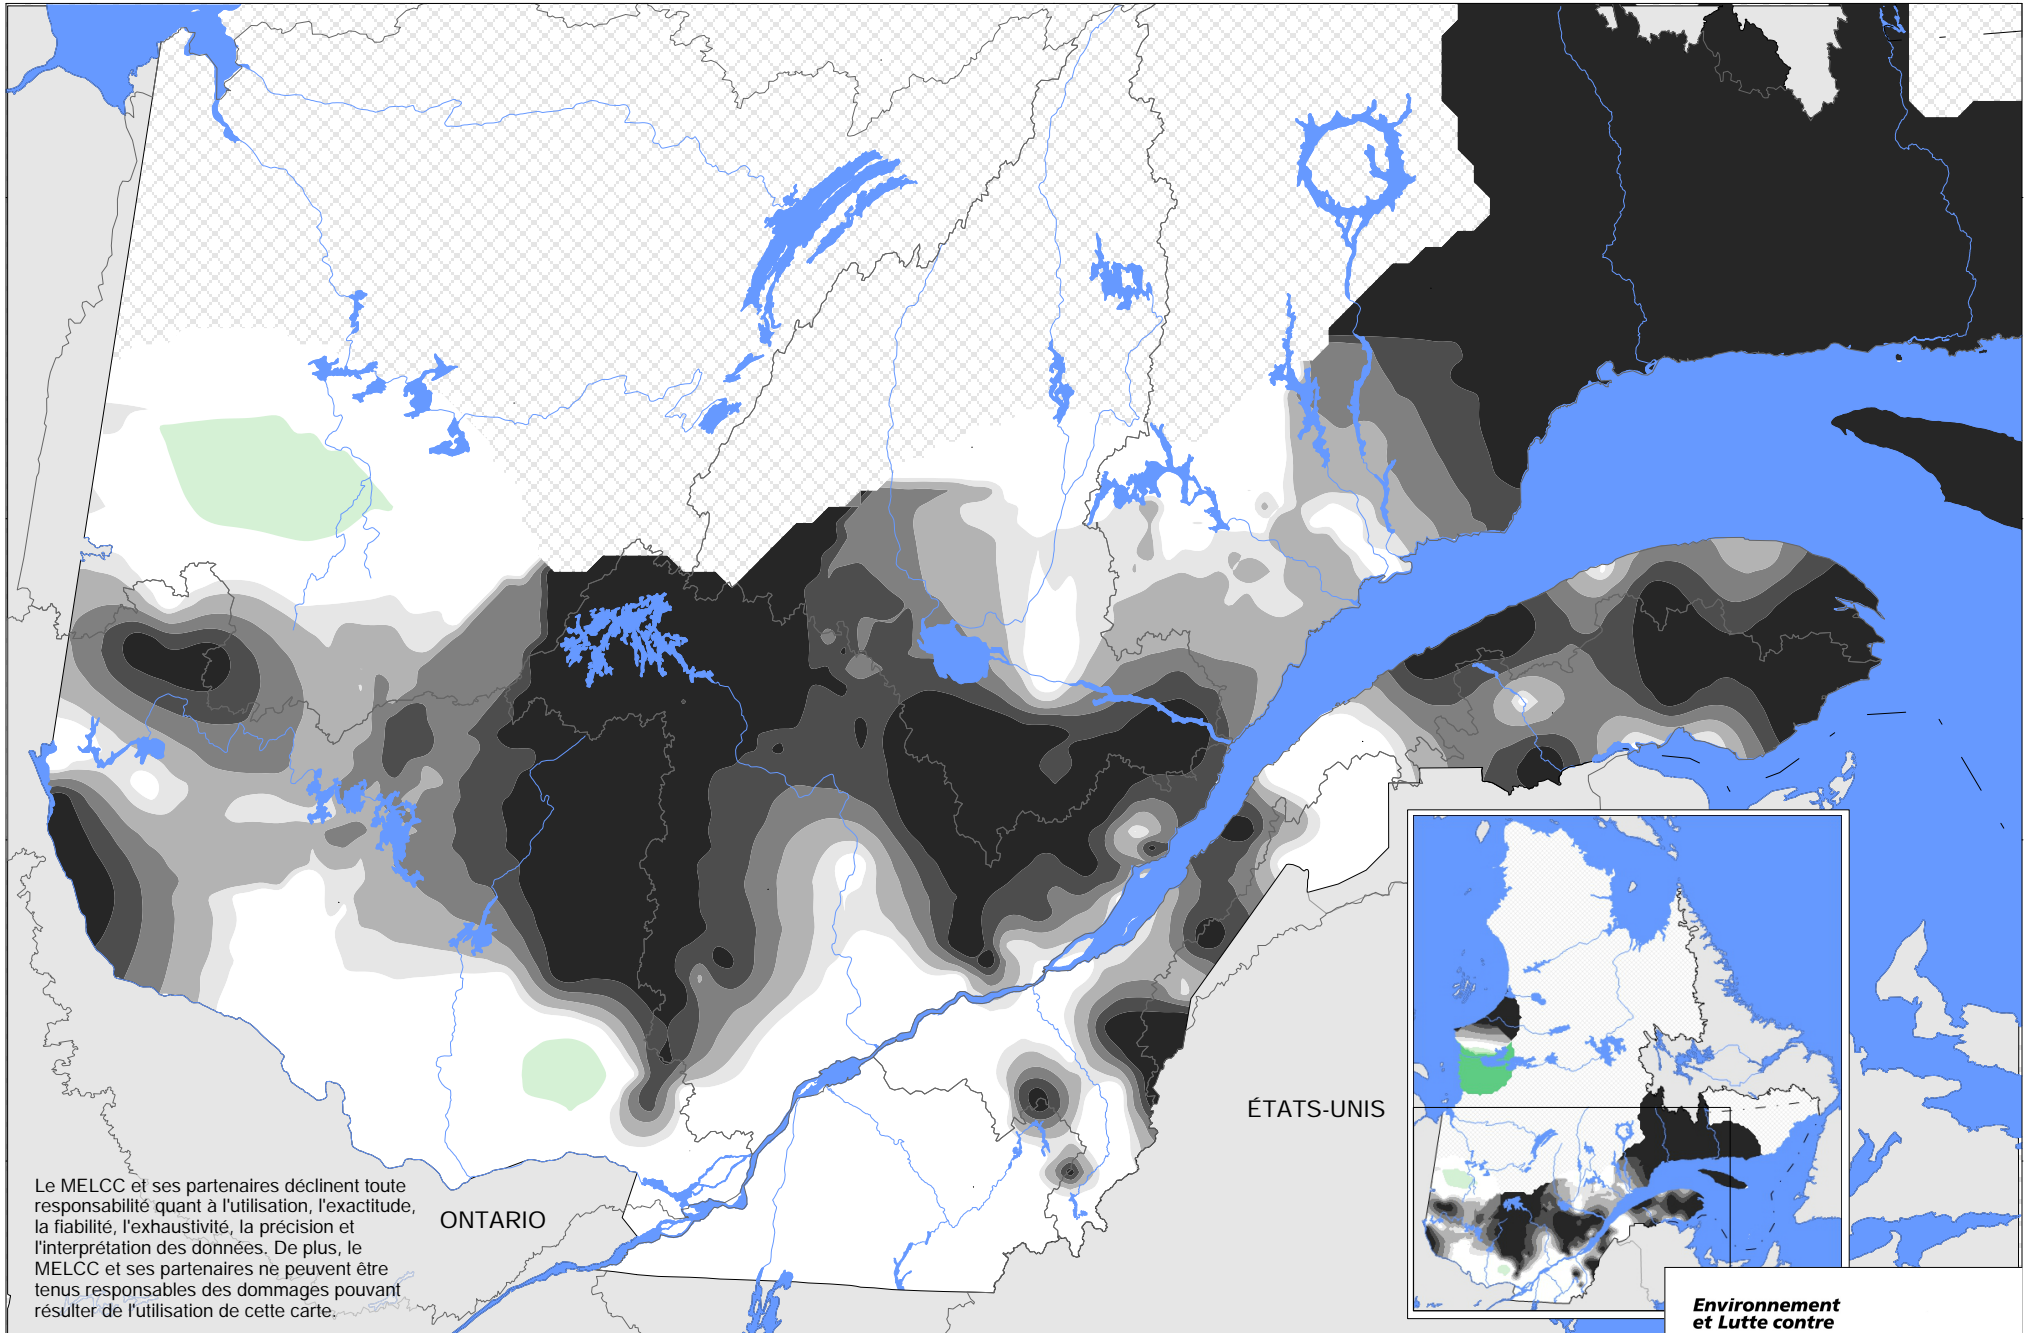 ÉTATS-UNIS
Le MELCC et ses partenaires déclinent toute
responsabilité quant à l'utilisation, l'exactitude,
la fiabilité, l'exhaustivité, la précision et
l'interprétation des données. De plus, le
MELCC et ses partenaires ne peuvent être
tenus responsables des dommages pouvant
résulter de l'utilisation de cette carte.
ONTARIO
Environnement
et Lutte contre